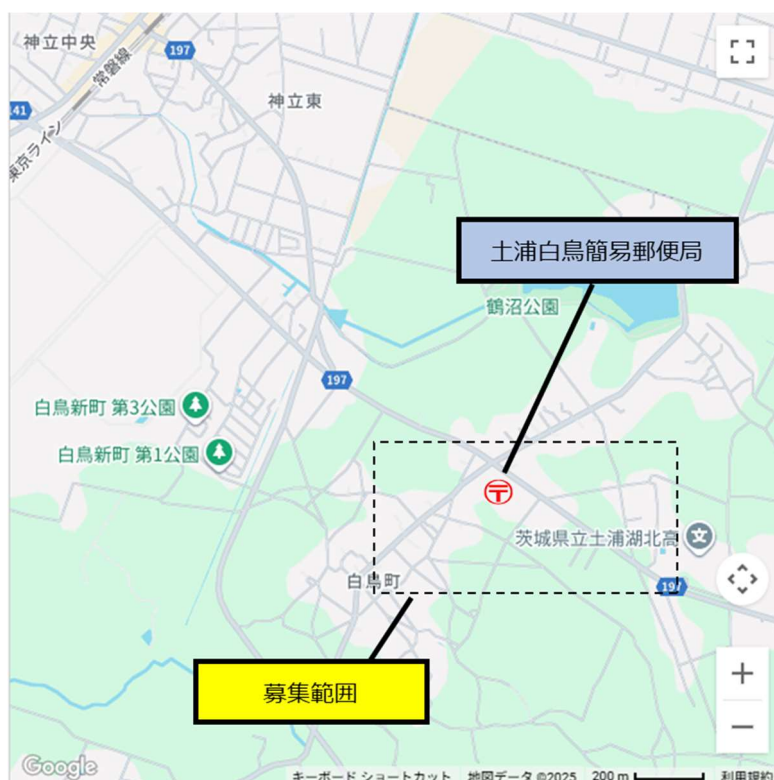 神立中央
197
常磐線
神立東
141
東京ライン
土浦白鳥簡易郵便局
鶴沼公園
197
白鳥新町 第3公園
白鳥新町 第1公園
〒
茨城県立土浦湖北高
文
白鳥町
197
募集範囲
Google
キーボード ショートカット 地図データ ©2025 200 m 利用規約